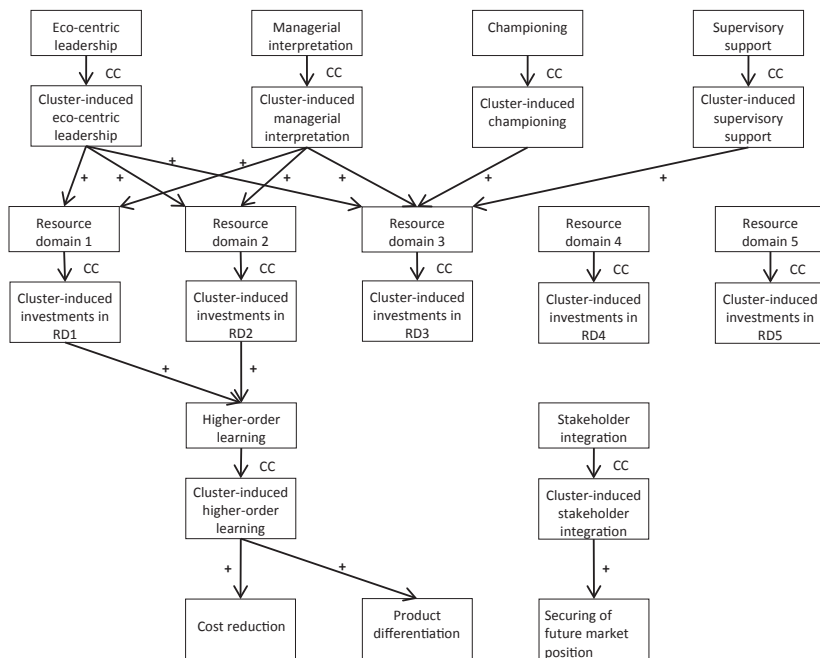 Eco-centric
leadership
Managerial
interpretation
Championing
Supervisory
support
CC
CC
CC
CC
Cluster-induced
eco-centric
leadership
Cluster-induced
managerial
interpretation
Cluster-induced
championing
Cluster-induced
supervisory
support
+
+
+
+
+
+
+
+
Resource
domain 1
Resource
domain 2
Resource
domain 3
Resource
domain 4
Resource
domain 5
CC
CC
CC
CC
CC
Cluster-induced
investments in
RD1
Cluster-induced
investments in
RD2
Cluster-induced
investments in
RD3
Cluster-induced
investments in
RD4
Cluster-induced
investments in
RD5
+
+
Higher-order
learning
Stakeholder
integration
CC
CC
Cluster-induced
higher-order
learning
Cluster-induced
stakeholder
integration
+
+
+
Cost reduction
Product
differentiation
Securing of
future market
position